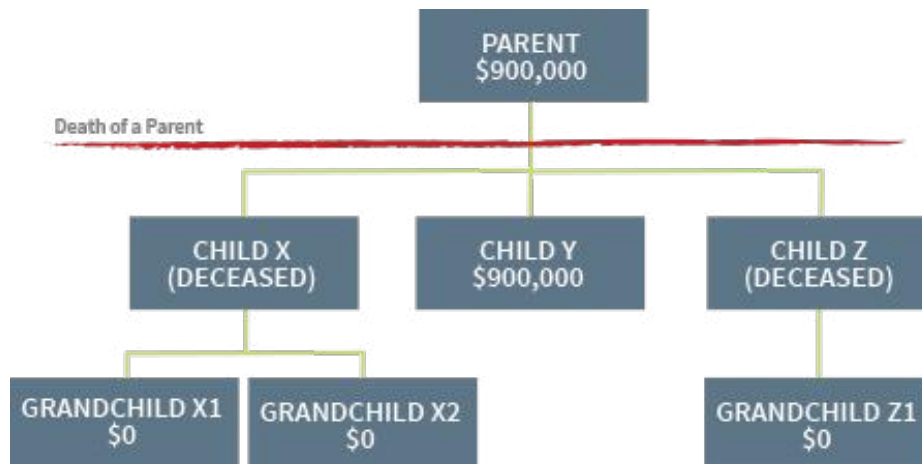 PARENT
$900,000
Death of a Parent
CHILD X
(DECEASED)
CHILD Y
$900,000
CHILD Z
(DECEASED)
GRANDCHILD X1
$0
GRANDCHILD X2
$0
GRANDCHILD Z1
$0